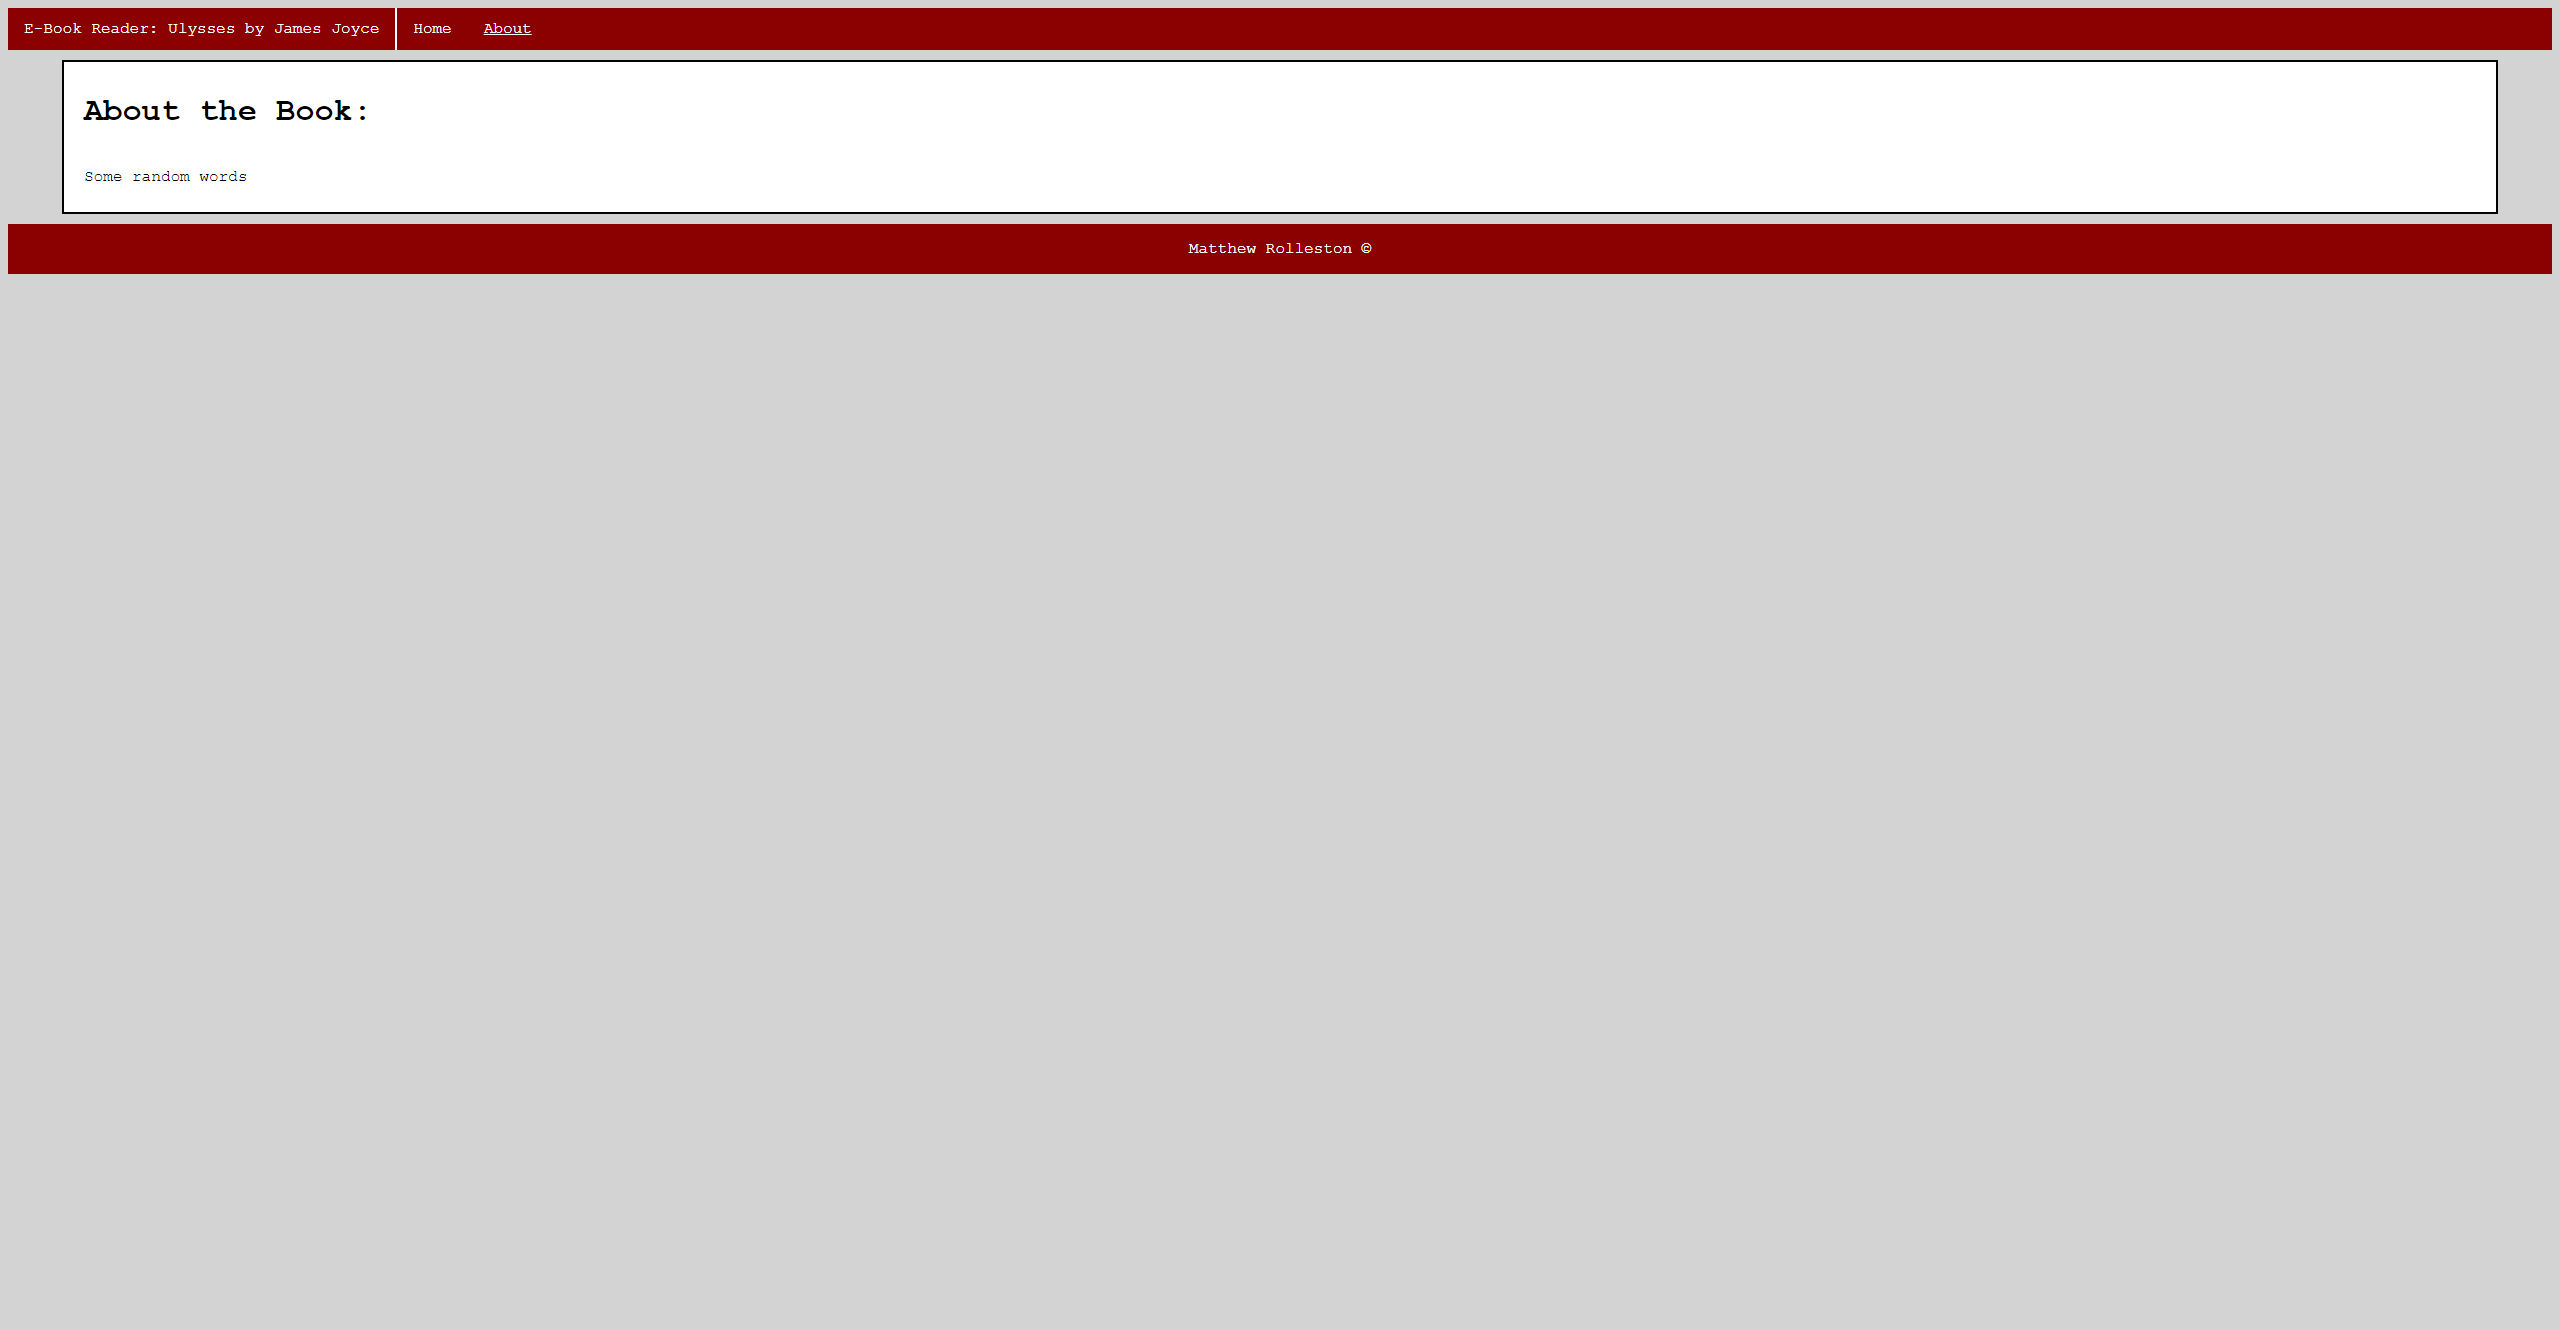 E-Book Reader: Ulysses by James Joyce Home About
About the Book:
Some random words
Matthew Rolleston ©